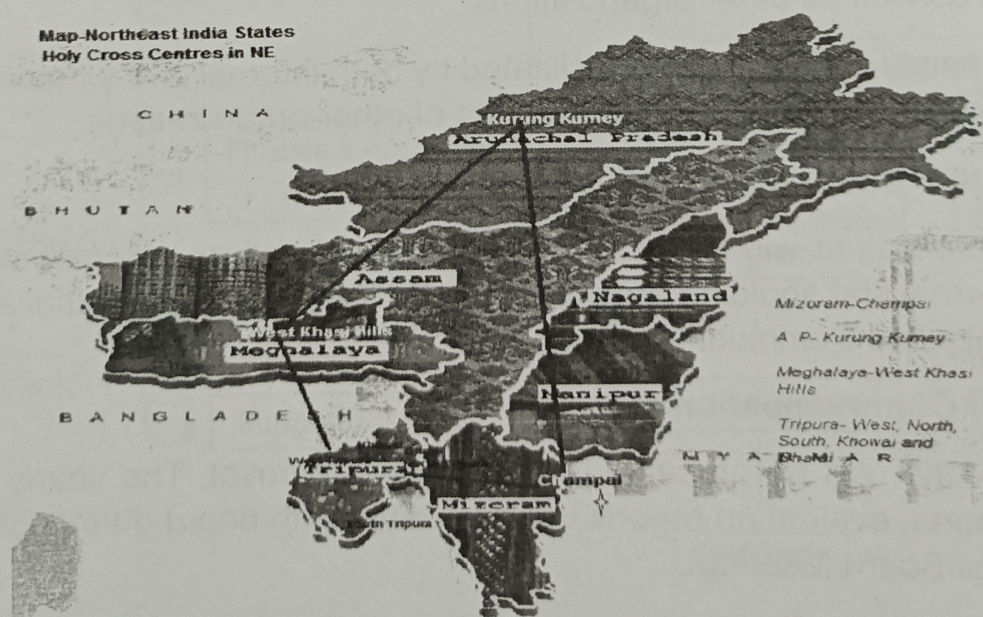 Map-Northeast India States
Holy Cross Centres in NE
CHINA
Kurung Kumey
Arunachal Pradesh
BHUTAN
Assam
Nagaland
Mizoram-Champai
West Khasi Hills
A P- Kurung Kumey
Meghalaya
Meghalaya-West Khasi
Hills
Manipur
BANGLADESH
Tripura- West, North,
South, Khowai and
MYANMAR
Tripura
Champai
Mizoram
South Tripura